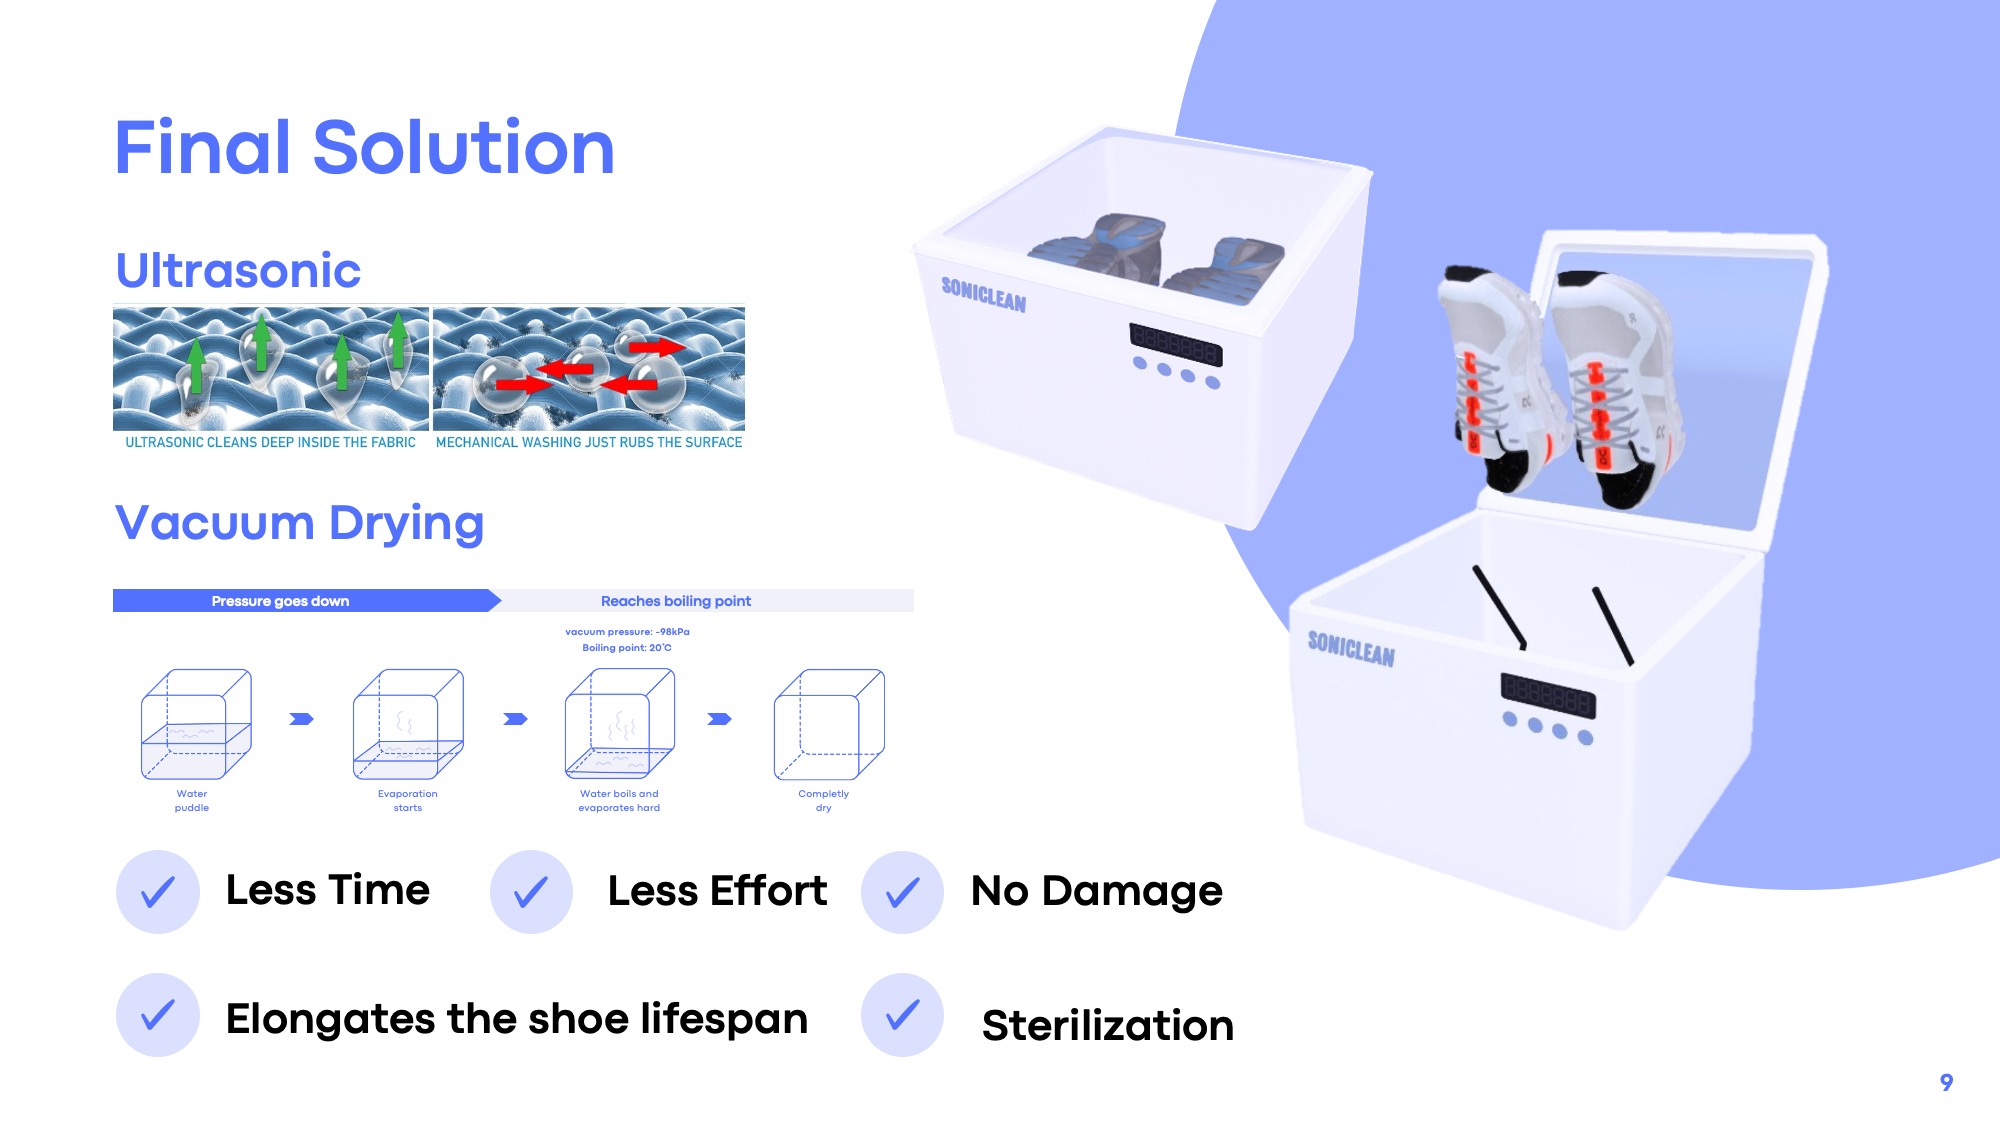 Final Solution
Ultrasonic
ULTRASONIC CLEANS DEEP INSIDE THE FABRIC
MECHANICAL WASHING JUST RUBS THE SURFACE
Vacuum Drying
Pressure goes down
Reaches boiling point
vacuum pressure: -98kPa
Boiling point: 20°C
Water
puddle
Evaporation
starts
Water boils and
evaporates hard
Completly
dry
Less Time
Less Effort
No Damage
Elongates the shoe lifespan
Sterilization
SONICLEAN
SONICLEAN
9